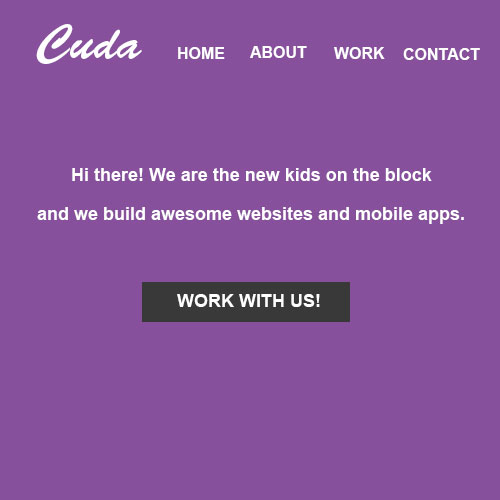 Cuda HOME ABOUT WORK CONTACT
Hi there! We are the new kids on the block
and we build awesome websites and mobile apps.
WORK WITH US!